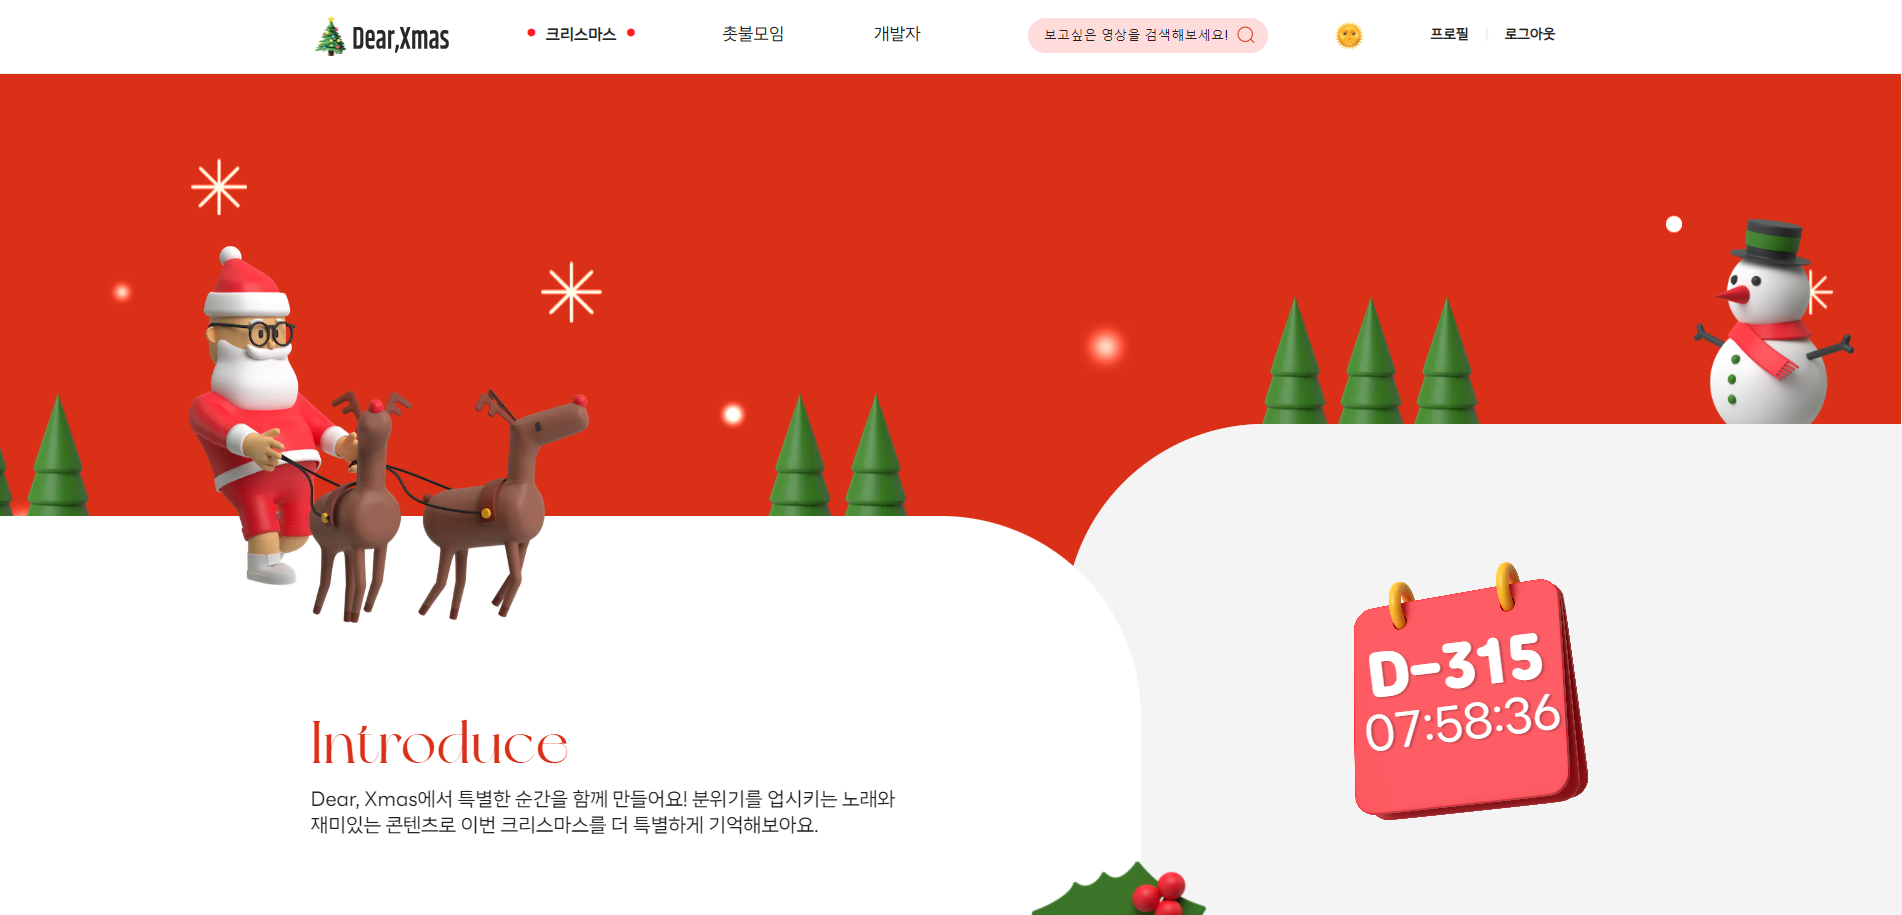 Dear,Xmas
크리스마스
촛불모임
개발자
보고싶은 영상을 검색해보세요!
프로필
로그아웃
D-315
07:58:36
Introduce
Dear, Xmas에서 특별한 순간을 함께 만들어요! 분위기를 업시키는 노래와
재미있는 콘텐츠로 이번 크리스마스를 더 특별하게 기억해보아요.